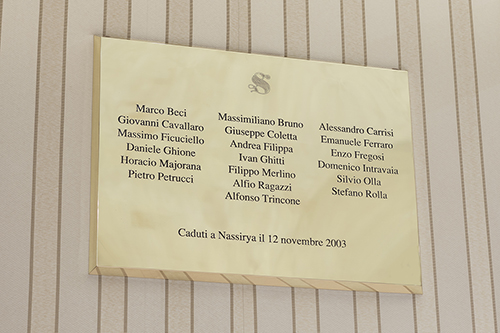 Marco Beci
Giovanni Cavallaro
Massimo Ficuciello
Daniele Ghione
Horacio Majorana
Pietro Petrucci
Massimiliano Bruno
Giuseppe Coletta
Andrea Filippa
Ivan Ghitti
Filippo Merlino
Alfio Ragazzi
Alfonso Trincone
Alessandro Carrisi
Emanuele Ferraro
Enzo Fregosi
Domenico Intravaia
Silvio Olla
Stefano Rolla
Caduti a Nassirya il 12 novembre 2003